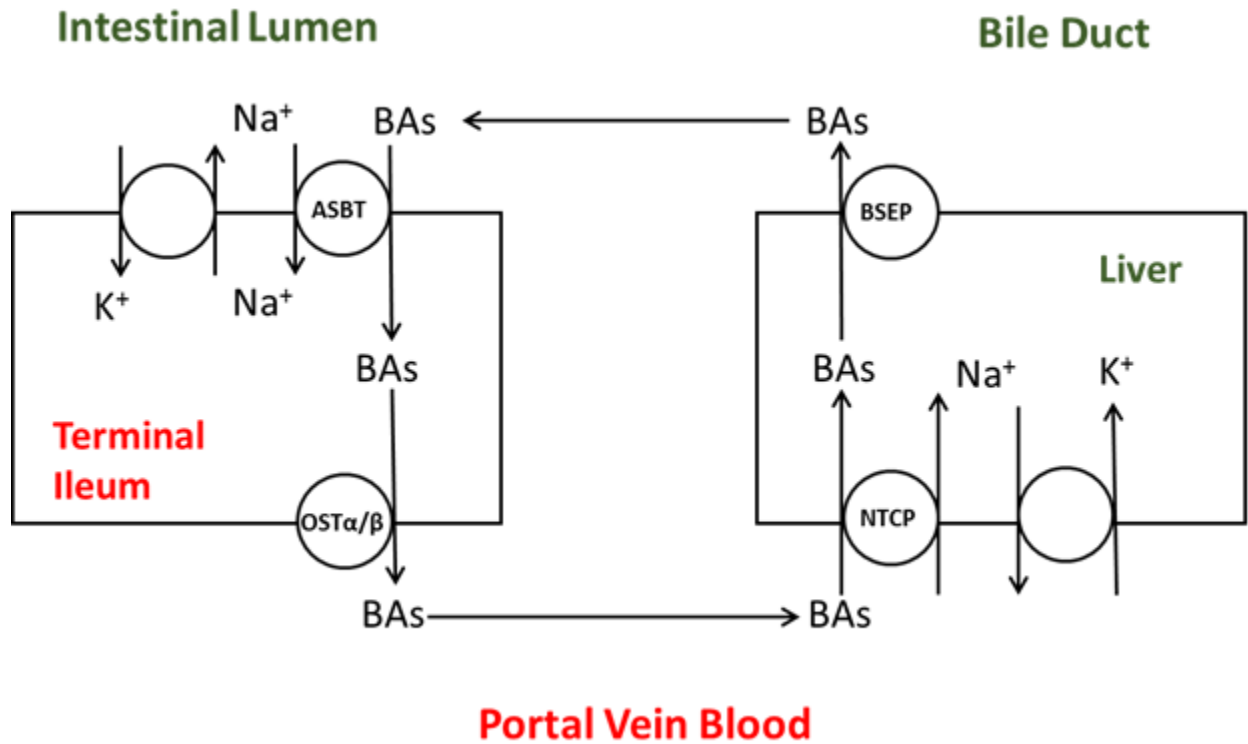 Intestinal Lumen
Bile Duct
Na⁺
BAs
BAs
ASBT
BSEP
K⁺
Na⁺
Liver
BAs
BAs
Na⁺
K⁺
Terminal
Ileum
OSTα/β
NTCP
BAs
BAs
Portal Vein Blood